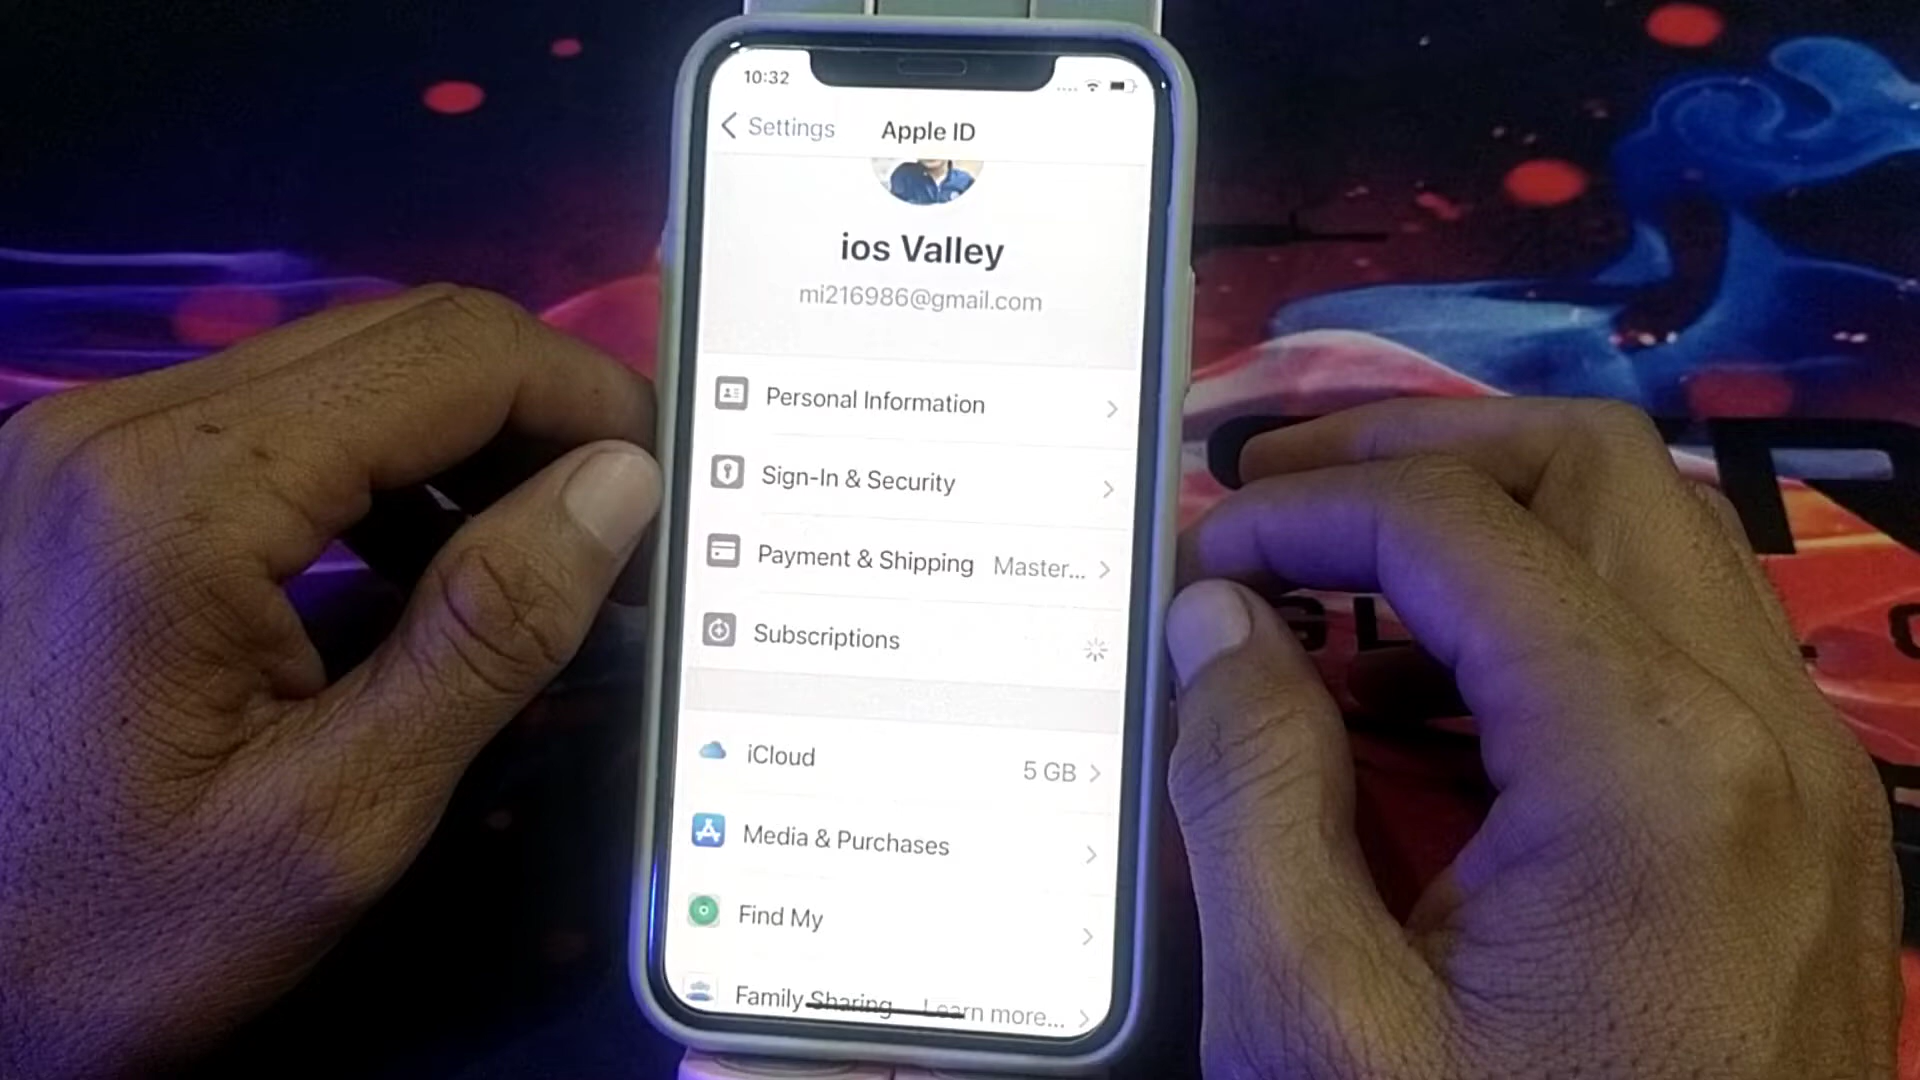 10:32
Settings
Apple ID
ios Valley
mi216986@gmail.com
Personal Information
Sign-In & Security
Payment & Shipping Master...
Subscriptions
iCloud 5 GB
Media & Purchases
Find My
Family Sharing Learn more...